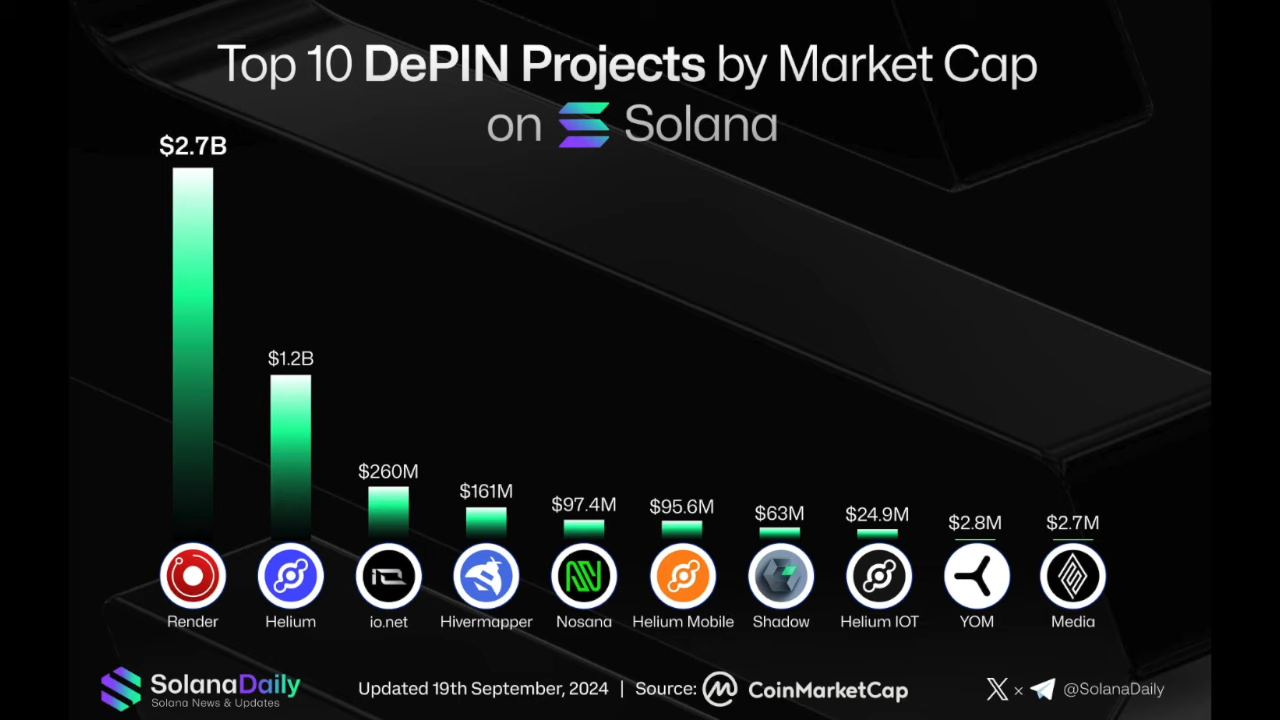 Top 10 DePIN Projects by Market Cap
on Solana
$2.7B
$1.2B
$260M
$161M
$97.4M
$95.6M
$63M
$24.9M
$2.8M
$2.7M
Render
Helium
io.net
Hivermapper
Nosana
Helium Mobile
Shadow
Helium IOT
YOM
Media
SolanaDaily
Solana News & Updates
Updated 19th September, 2024 | Source: CoinMarketCap
X × @SolanaDaily